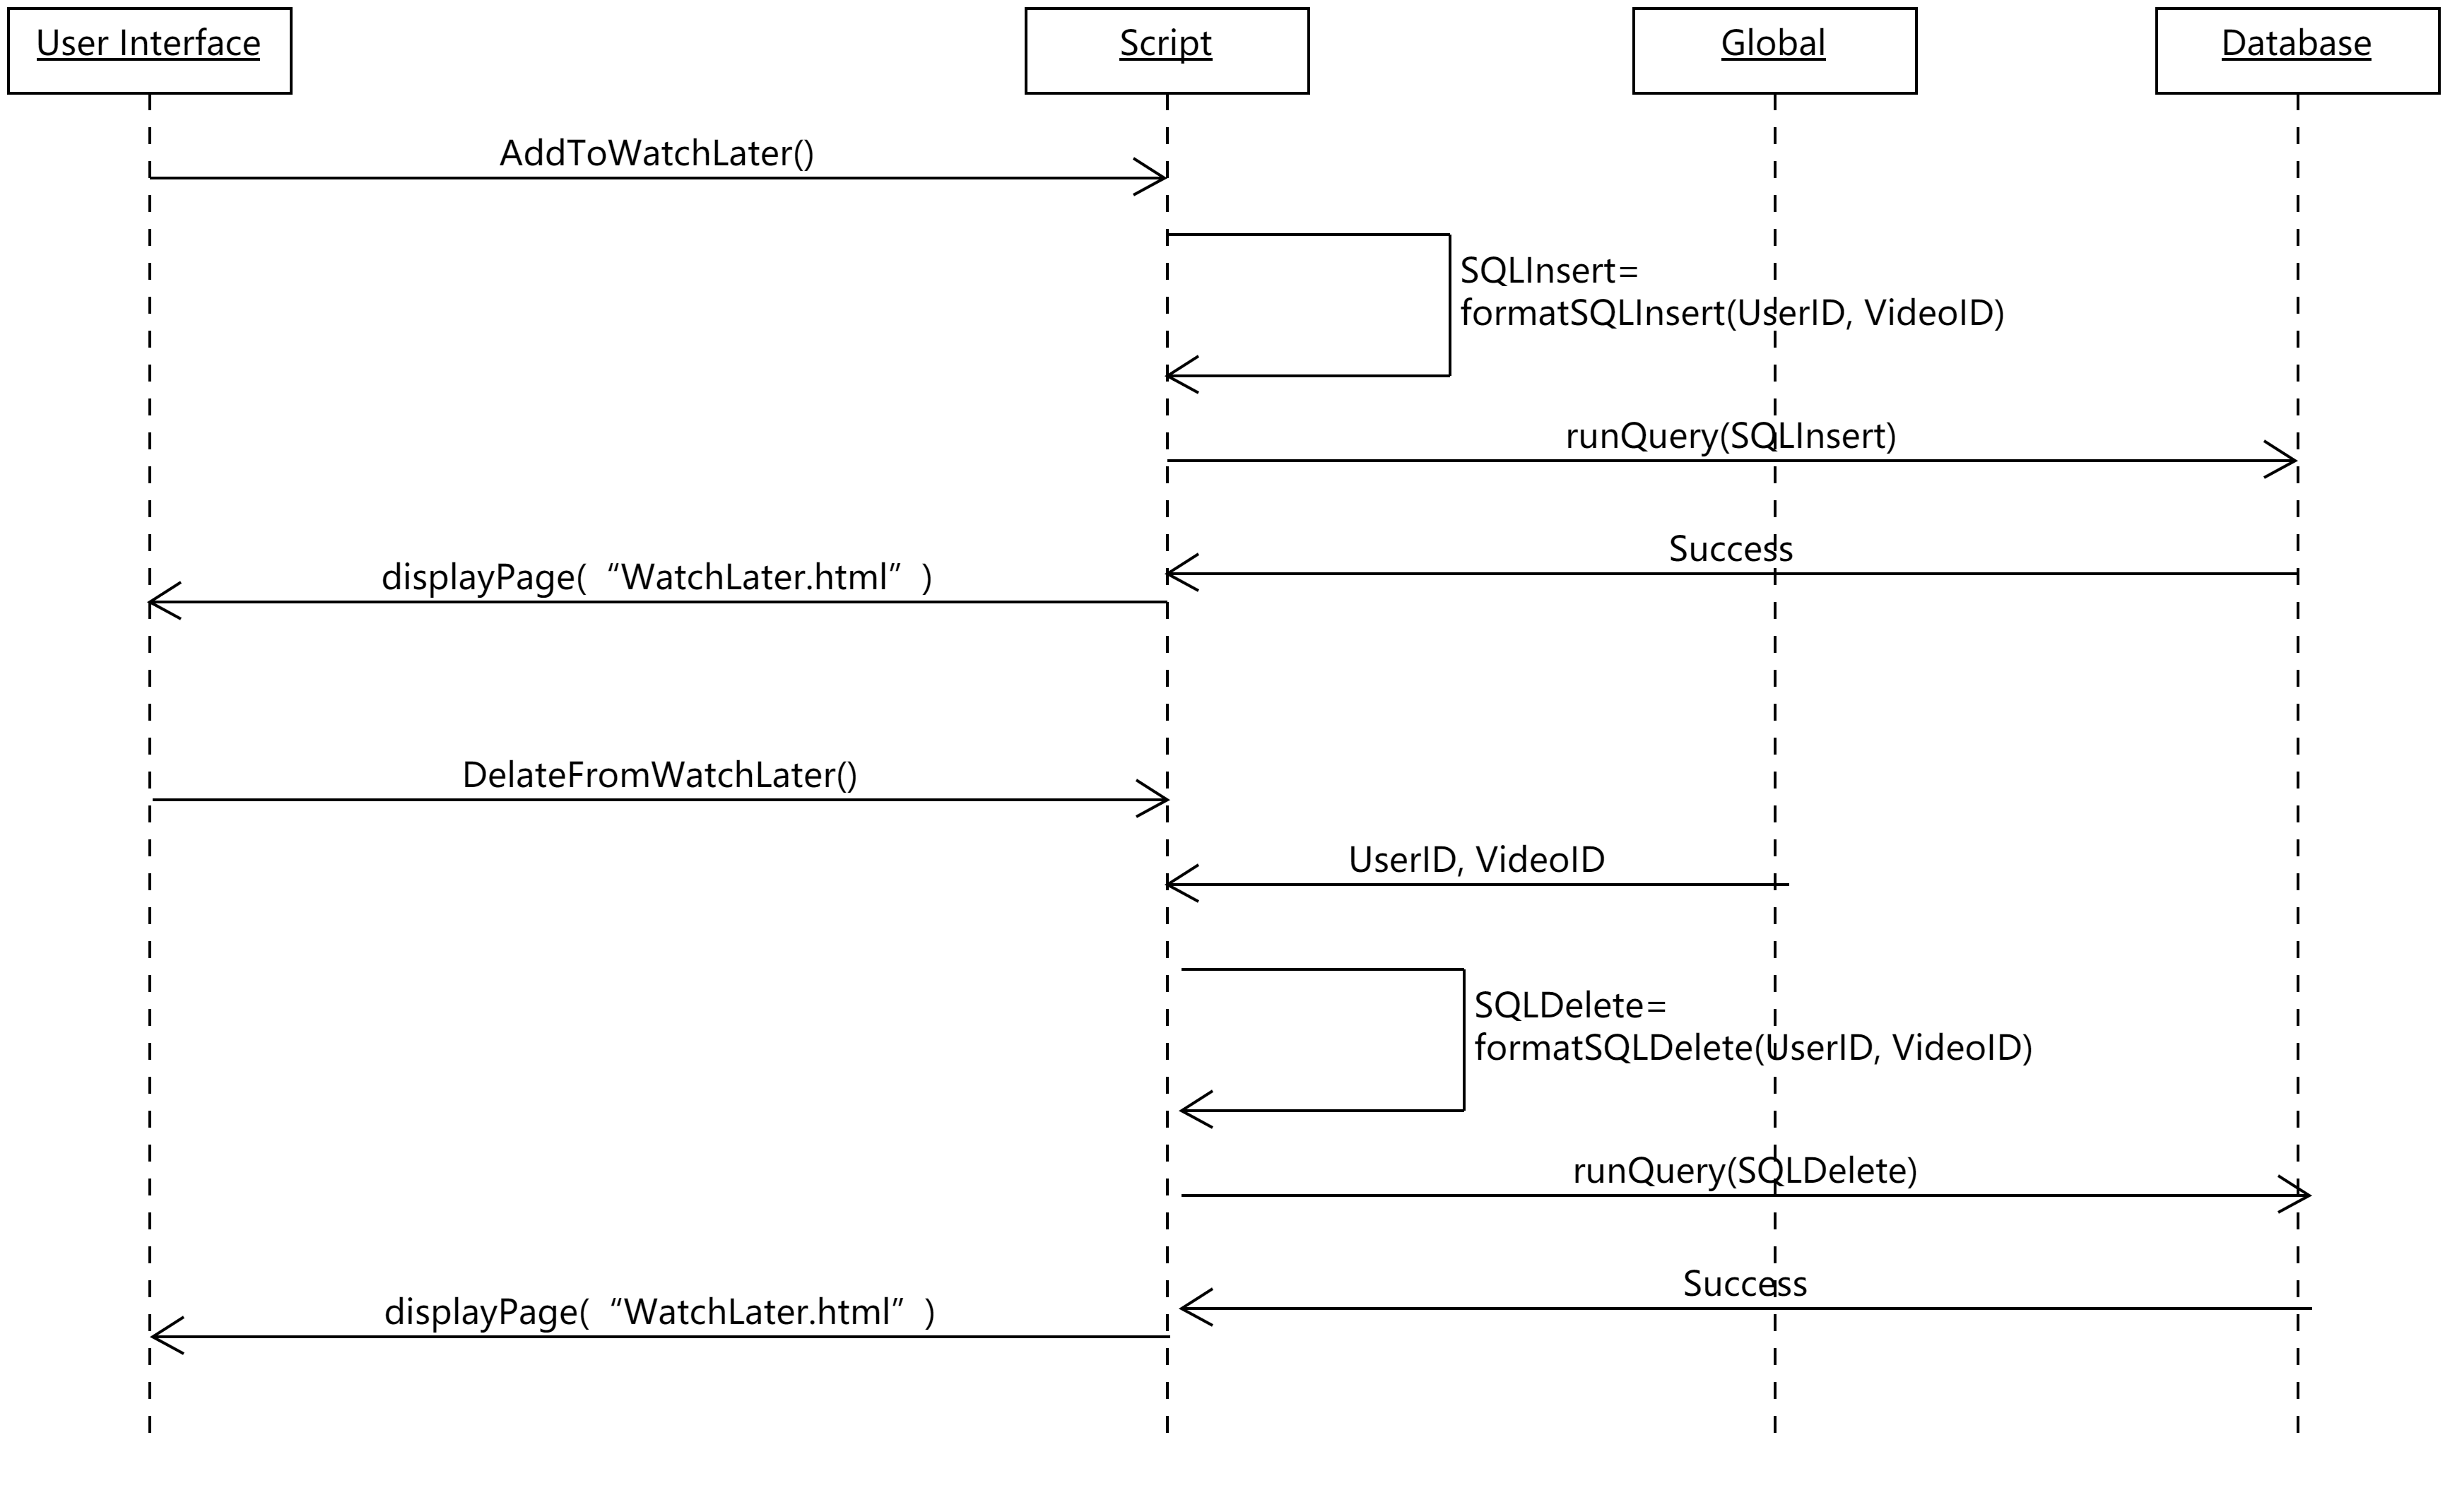 User Interface
Script
Global
Database
AddToWatchLater()
SQLInsert=
formatSQLInsert(UserID, VideoID)
runQuery(SQLInsert)
Success
displayPage(“WatchLater.html”)
DelateFromWatchLater()
UserID, VideoID
SQLDelete=
formatSQLDelete(UserID, VideoID)
runQuery(SQLDelete)
Success
displayPage(“WatchLater.html”)